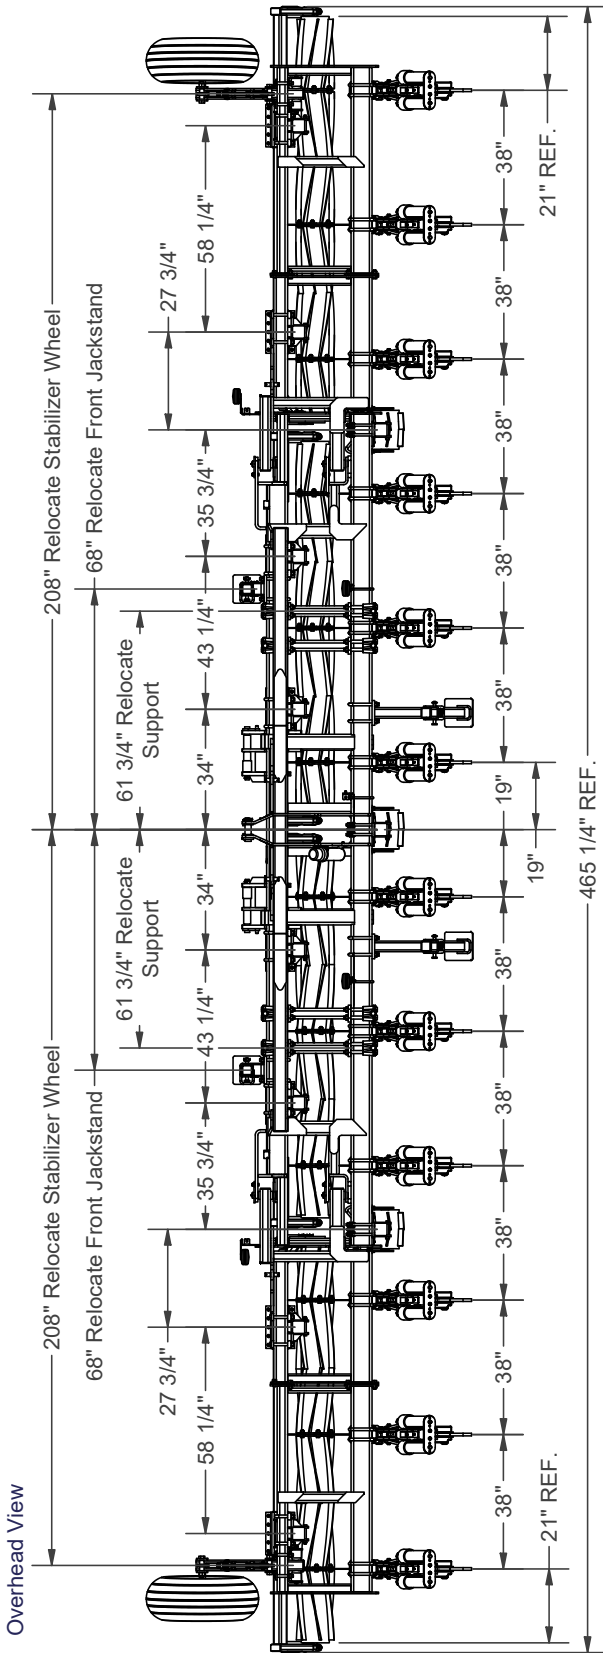 Overhead View
208" Relocate Stabilizer Wheel
208" Relocate Stabilizer Wheel
68" Relocate Front Jackstand
68" Relocate Front Jackstand
61 3/4" Relocate
Support
61 3/4" Relocate
Support
27 3/4"
27 3/4"
58 1/4"
35 3/4"
43 1/4"
34"
34"
43 1/4"
35 3/4"
58 1/4"
38"
38"
38"
38"
38"
19"
38"
38"
38"
38"
38"
21" REF.
19"
21" REF.
465 1/4" REF.